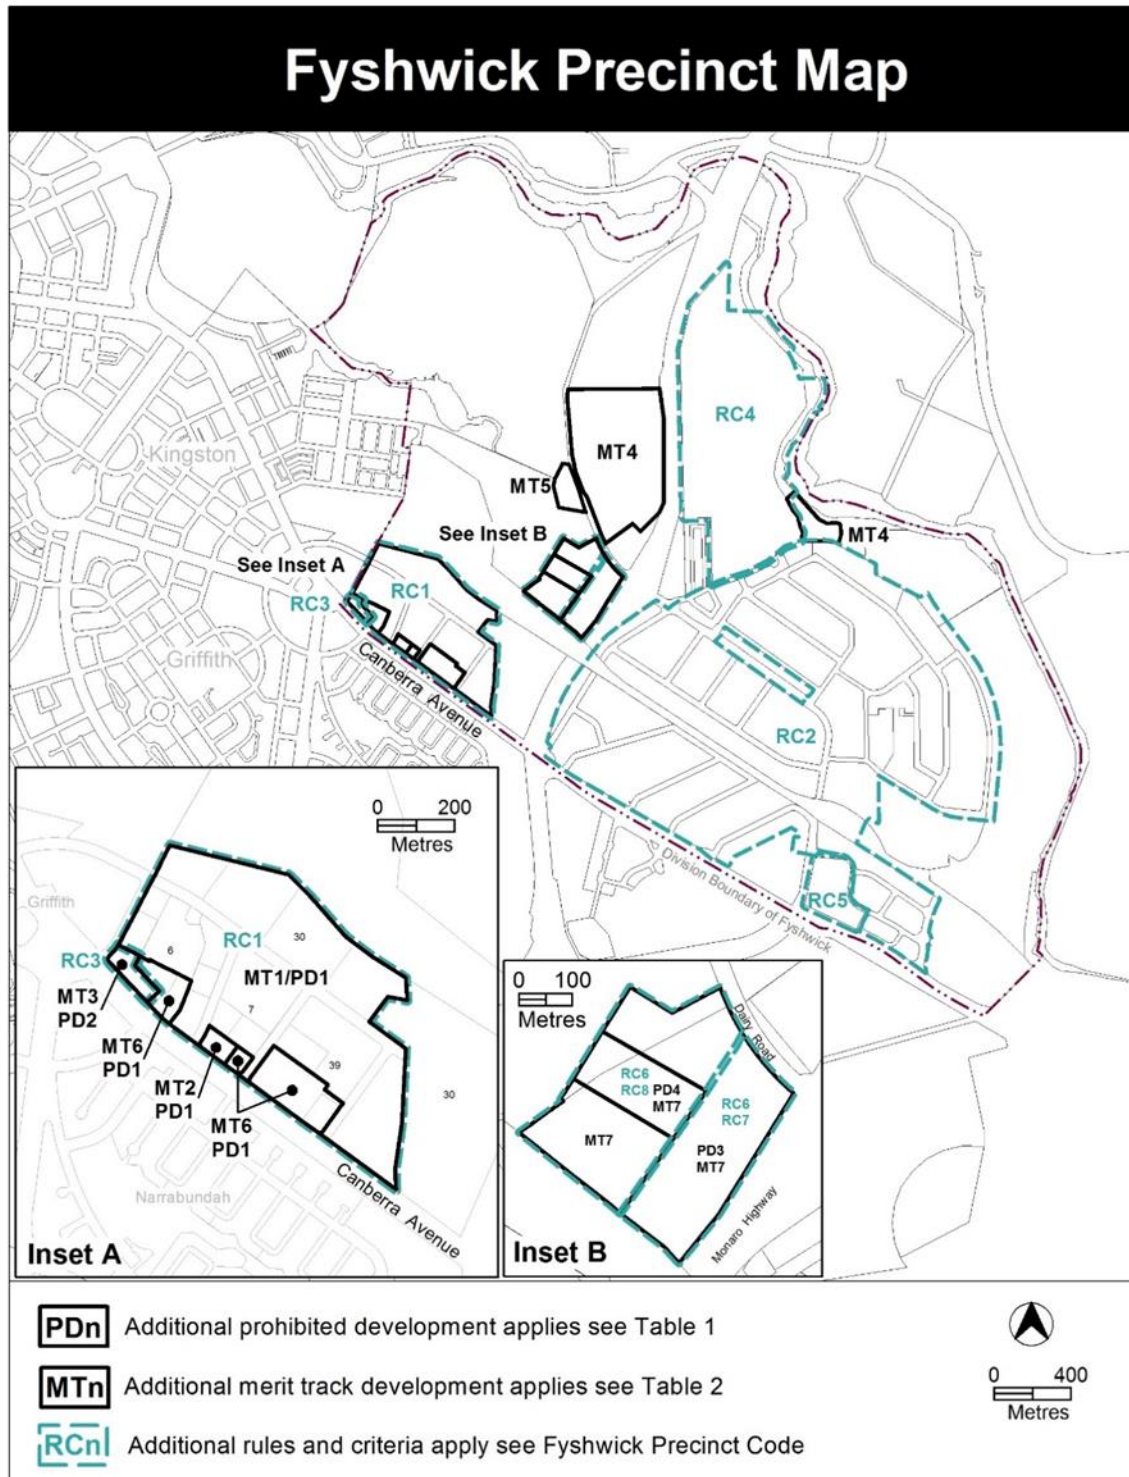 Fyshwick Precinct Map
Kingston
RC4
MT4
MT5
See Inset B
MT4
See Inset A
RC3
RC1
Griffith
Canberra Avenue
RC2
Division Boundary of Fyshwick
RC5
0 200
Metres
Griffith
RC3
6
RC1
30
MT1/PD1
MT3
PD2
7
MT6
PD1
39
30
MT2
PD1
MT6
PD1
Canberra Avenue
Narrabundah
Inset A
0 100
Metres
Dairy Road
RC6
RC8 PD4
MT7
RC6
RC7
MT7
PD3
MT7
Monaro Highway
Inset B
PDn Additional prohibited development applies see Table 1
MTn Additional merit track development applies see Table 2
RCn Additional rules and criteria apply see Fyshwick Precinct Code
0 400
Metres